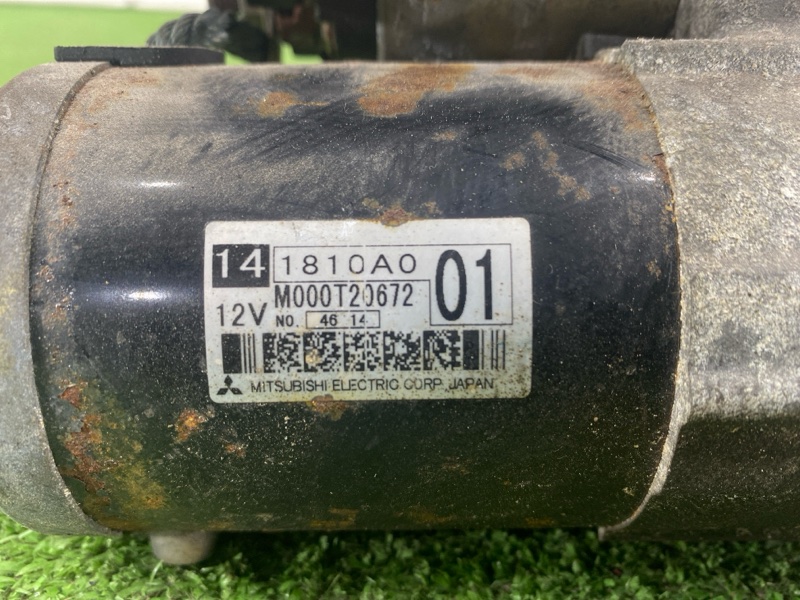 14 1810A0 01
M000T20672
12V NO. 46 14
MITSUBISHI ELECTRIC CORP. JAPAN